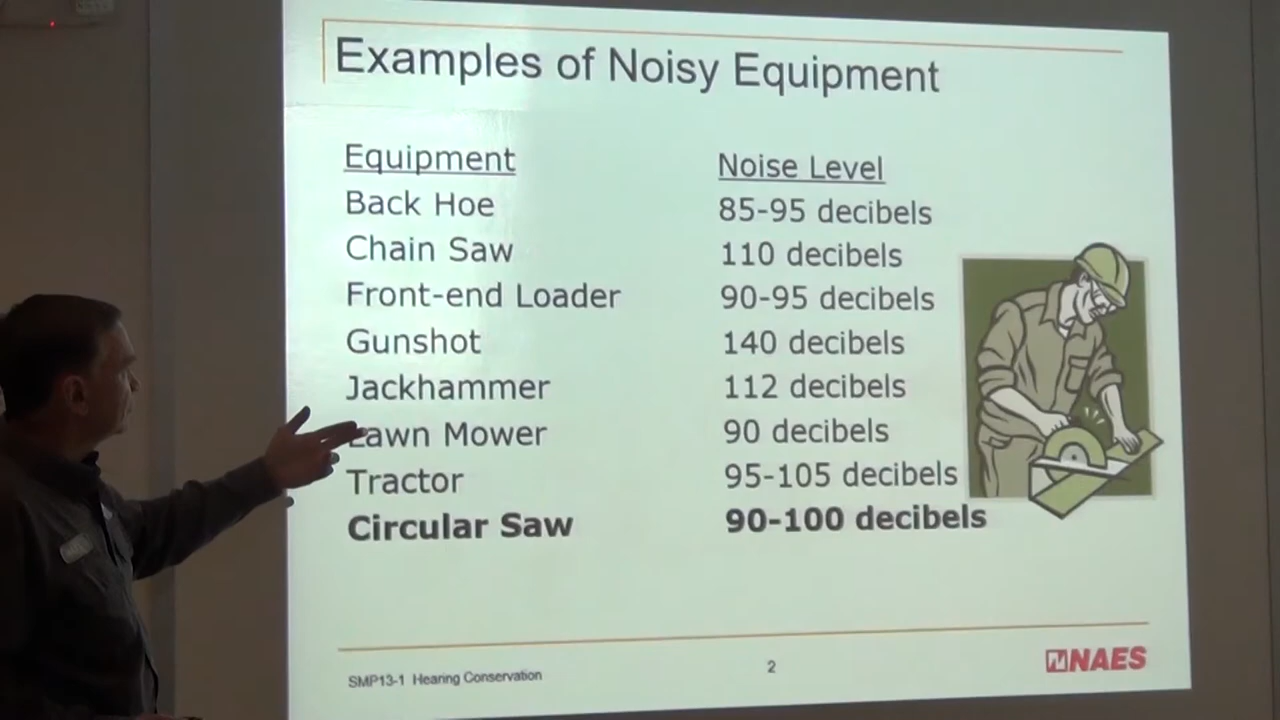 Examples of Noisy Equipment
Equipment Noise Level
Back Hoe 85-95 decibels
Chain Saw 110 decibels
Front-end Loader 90-95 decibels
Gunshot 140 decibels
Jackhammer 112 decibels
Lawn Mower 90 decibels
Tractor 95-105 decibels
Circular Saw 90-100 decibels
SMP13-1 Hearing Conservation 2 NAES